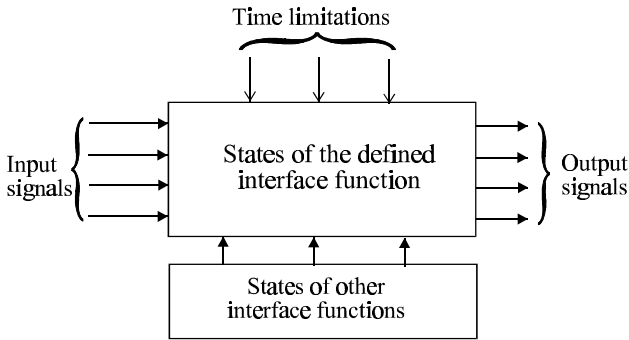 Time limitations
Input
signals
States of the defined
interface function
Output
signals
States of other
interface functions